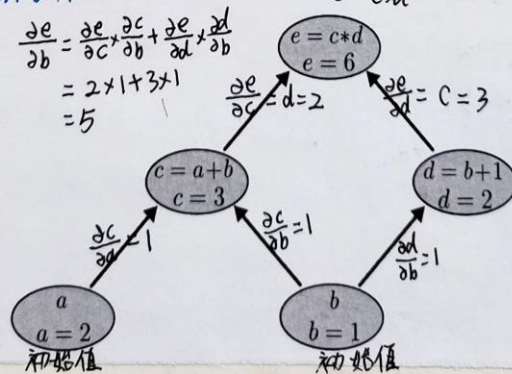 ∂e/∂b = ∂e/∂c × ∂c/∂b + ∂e/∂d × ∂d/∂b
= 2×1+3×1
= 5
e = c*d
e = 6
∂e/∂c = d = 2
∂e/∂d = C = 3
c = a+b
c = 3
d = b+1
d = 2
∂c/∂a = 1
∂c/∂b = 1
∂d/∂b = 1
a
a = 2
初始值
b
b = 1
初始值